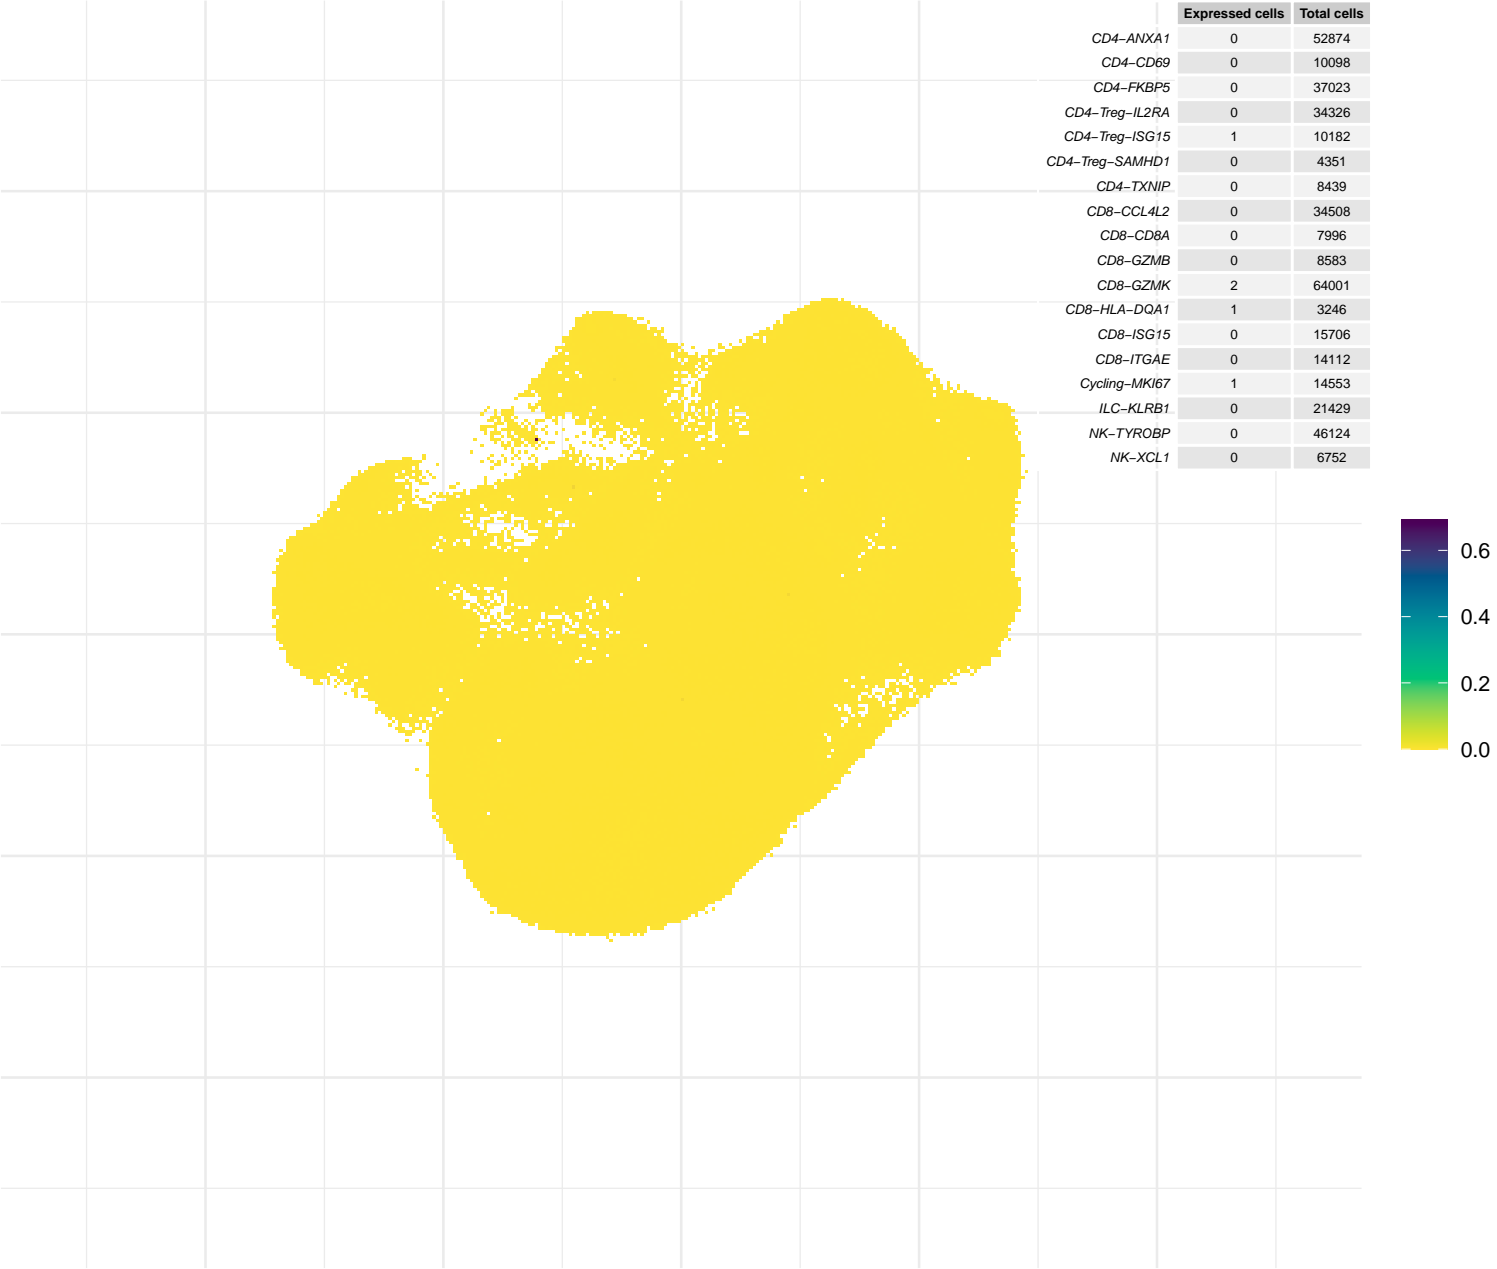 Expressed cells Total cells
CD4−ANXA1 0 52874
CD4−CD69 0 10098
CD4−FKBP5 0 37023
CD4−Treg−IL2RA 0 34326
CD4−Treg−ISG15 1 10182
CD4−Treg−SAMHD1 0 4351
CD4−TXNIP 0 8439
CD8−CCL4L2 0 34508
CD8−CD8A 0 7996
CD8−GZMB 0 8583
CD8−GZMK 2 64001
CD8−HLA−DQA1 1 3246
CD8−ISG15 0 15706
CD8−ITGAE 0 14112
Cycling−MKI67 1 14553
ILC−KLRB1 0 21429
NK−TYROBP 0 46124
NK−XCL1 0 6752
0.6
0.4
0.2
0.0